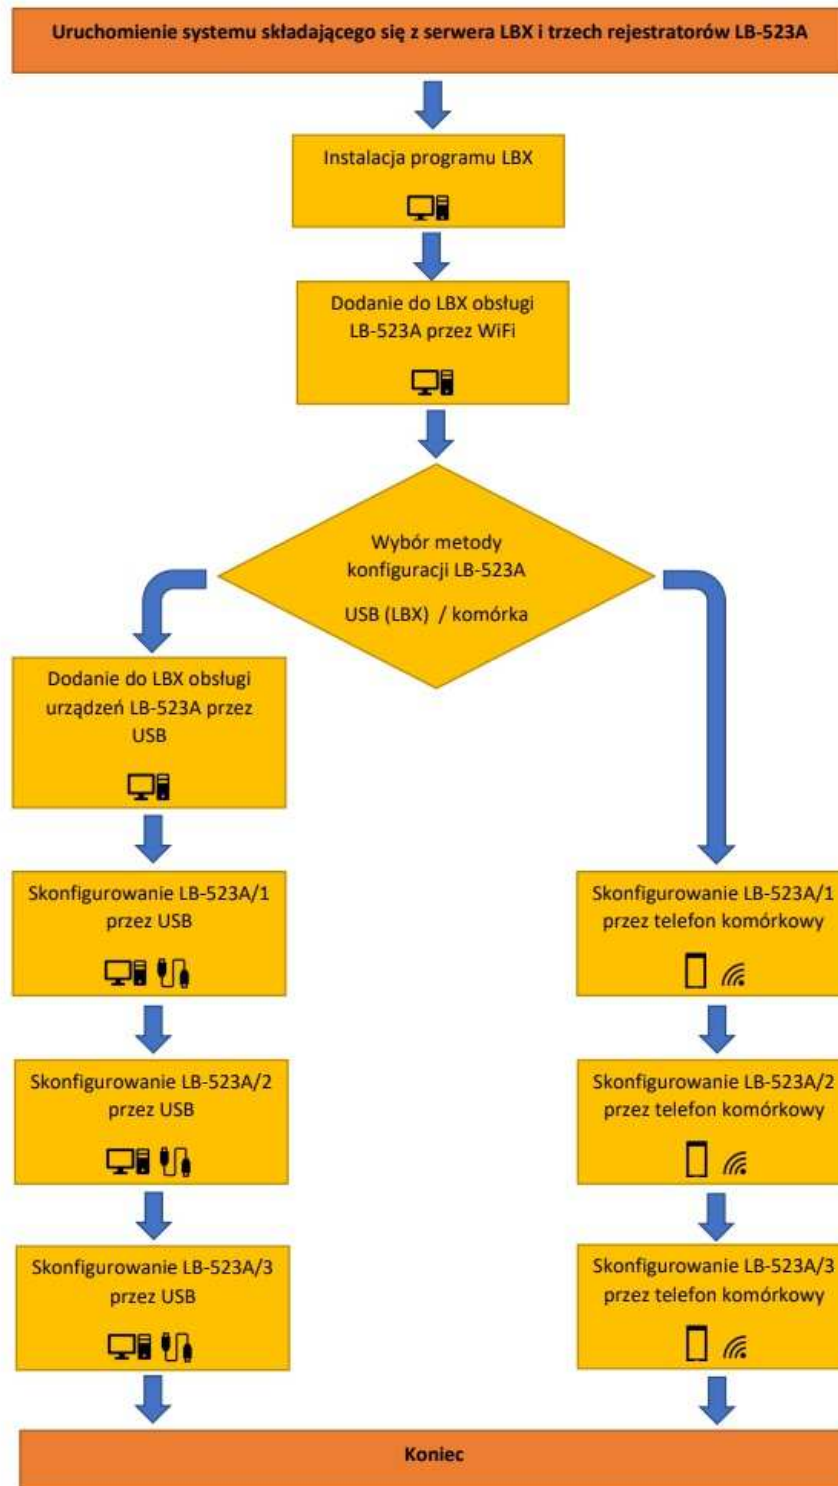 Uruchomienie systemu składającego się z serwera LBX i trzech rejestratorów LB-523A
Instalacja programu LBX
Dodanie do LBX obsługi
LB-523A przez WiFi
Wybór metody
konfiguracji LB-523A
USB (LBX) / komórka
Dodanie do LBX obsługi
urządzeń LB-523A przez
USB
Skonfigurowanie LB-523A/1
przez USB
Skonfigurowanie LB-523A/2
przez USB
Skonfigurowanie LB-523A/3
przez USB
Skonfigurowanie LB-523A/1
przez telefon komórkowy
Skonfigurowanie LB-523A/2
przez telefon komórkowy
Skonfigurowanie LB-523A/3
przez telefon komórkowy
Koniec